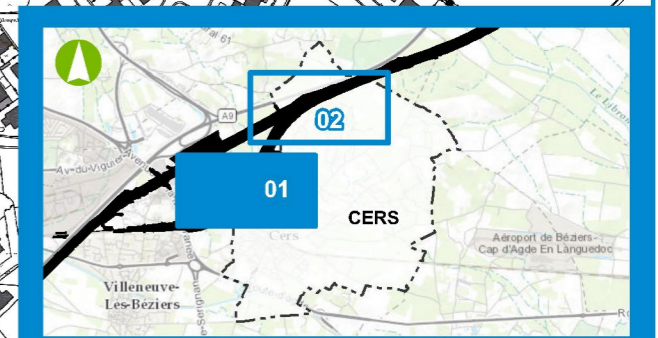 A9
02
Av-du-Viguier
01
CERS
Cers
Aéroport de Béziers-
Cap d'Agde En Languedoc
Villeneuve-
Les-Béziers